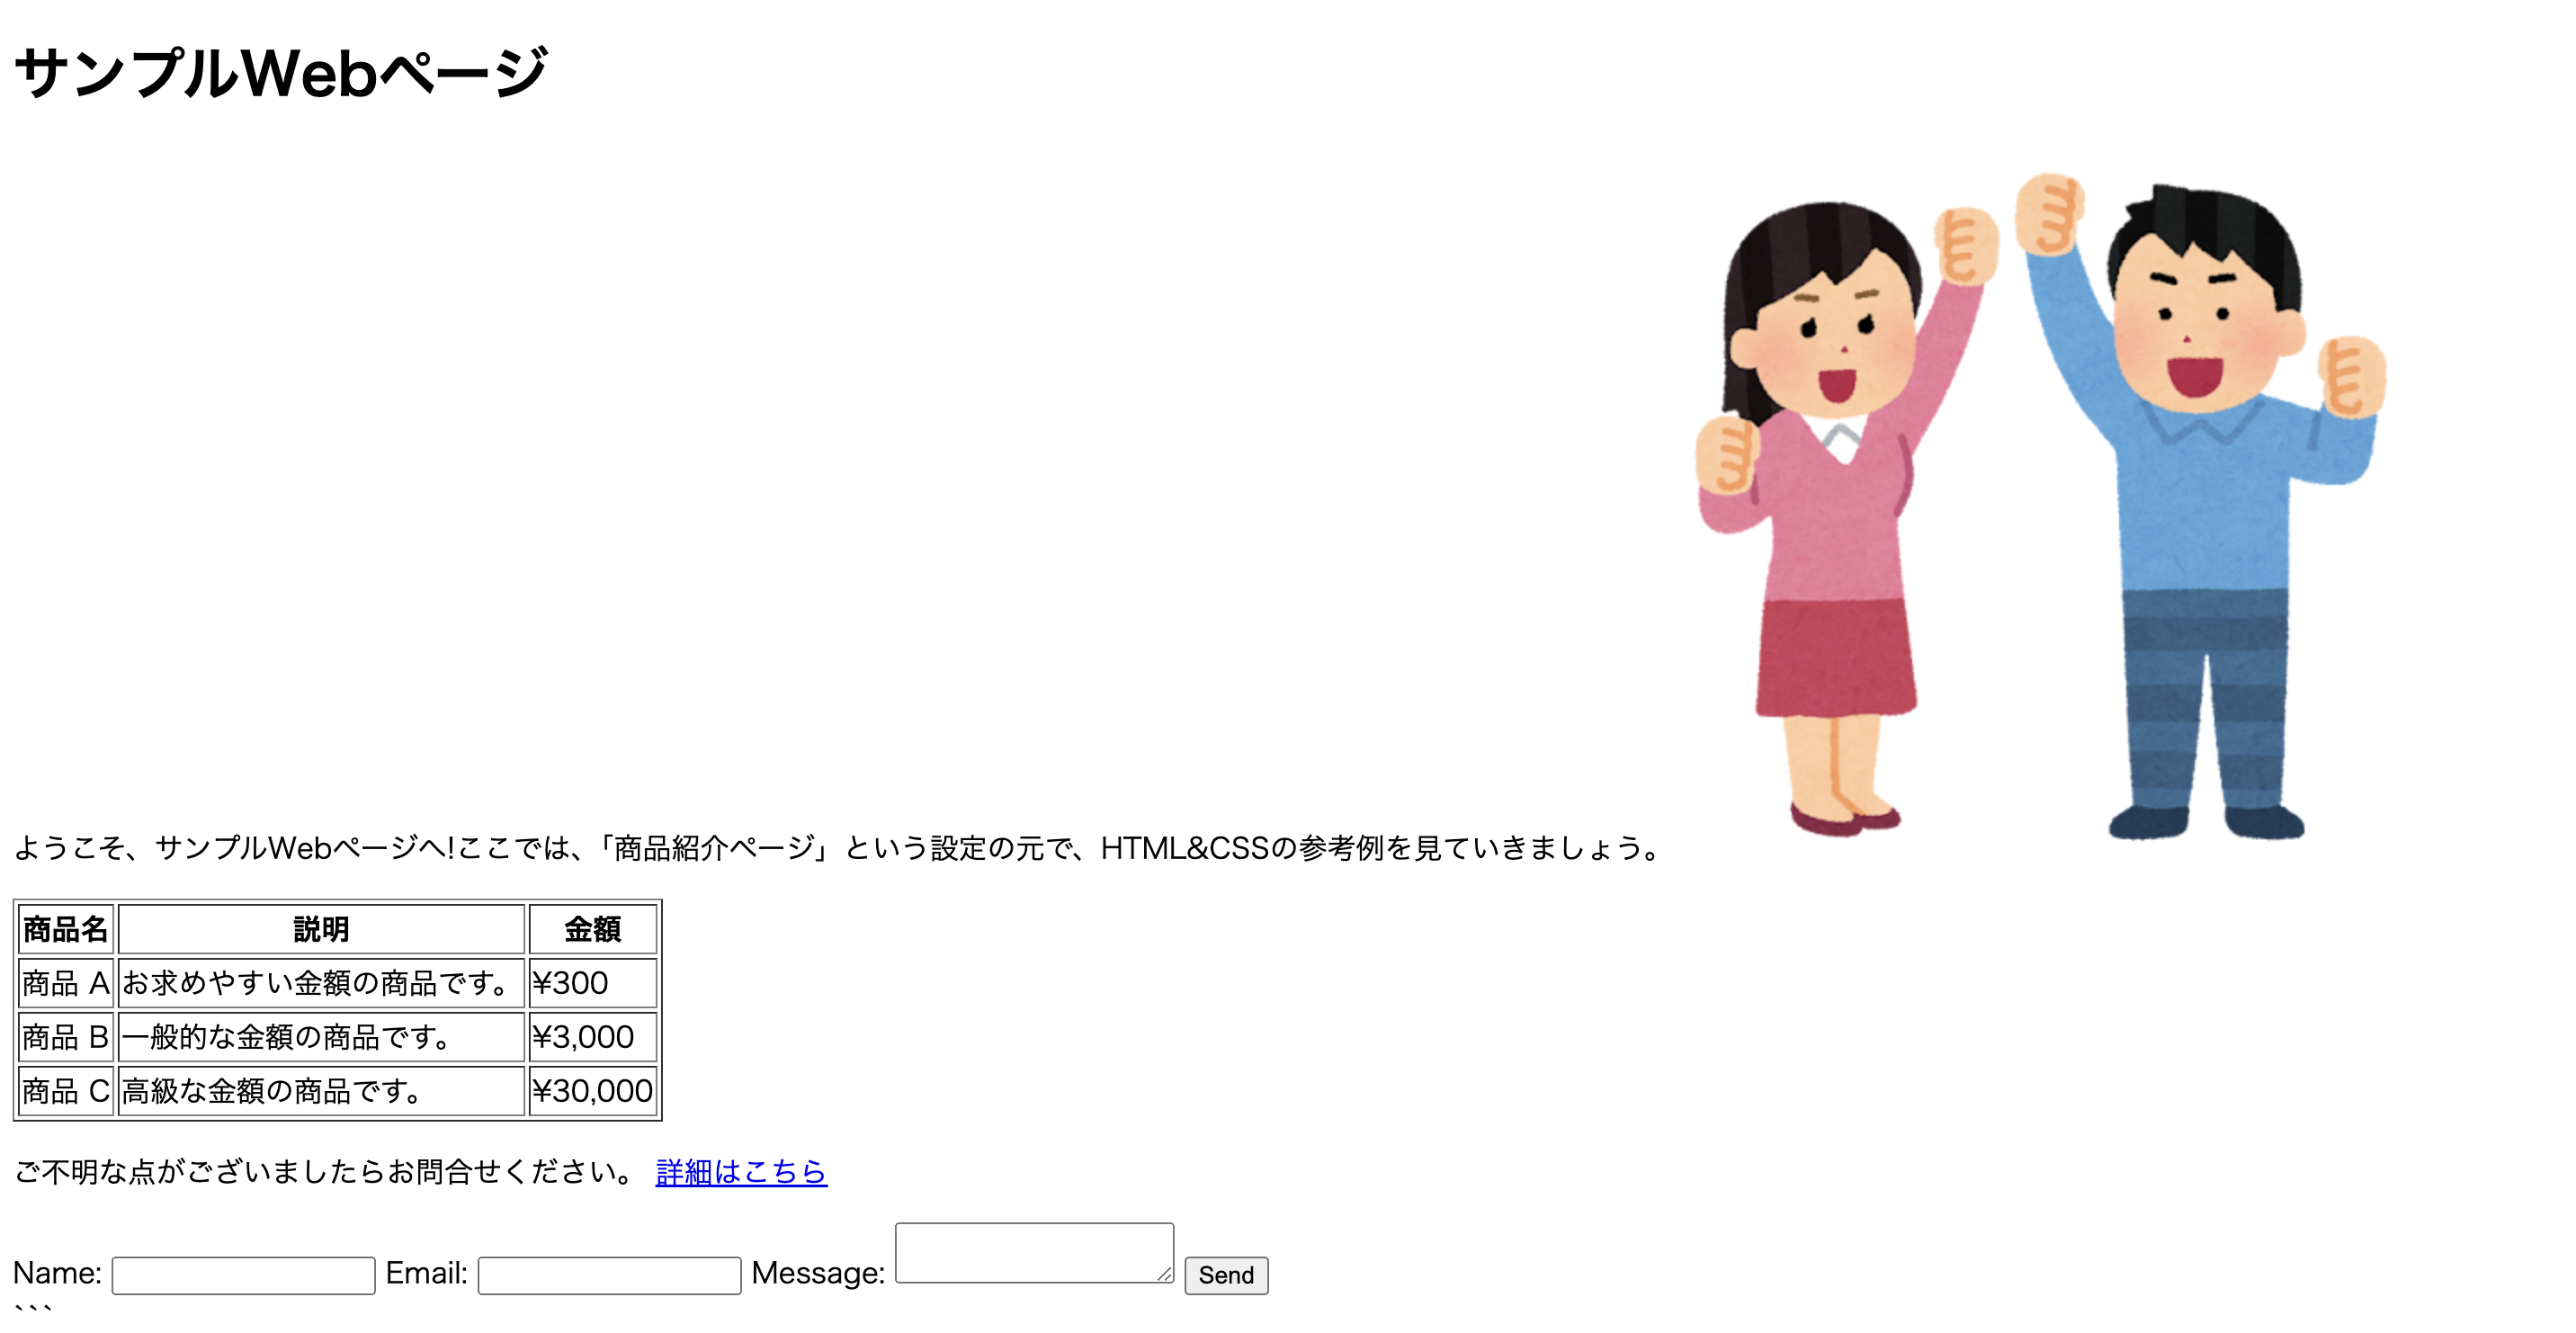 サンプルWebページ
ようこそ、サンプルWebページへ!ここでは、「商品紹介ページ」という設定の元で、HTML&CSSの参考例を見ていきましょう。
商品名 説明 金額
商品 A お求めやすい金額の商品です。 ¥300
商品 B 一般的な金額の商品です。 ¥3,000
商品 C 高級な金額の商品です。 ¥30,000
ご不明な点がございましたらお問合せください。 詳細はこちら
Name: Email: Message: Send
```